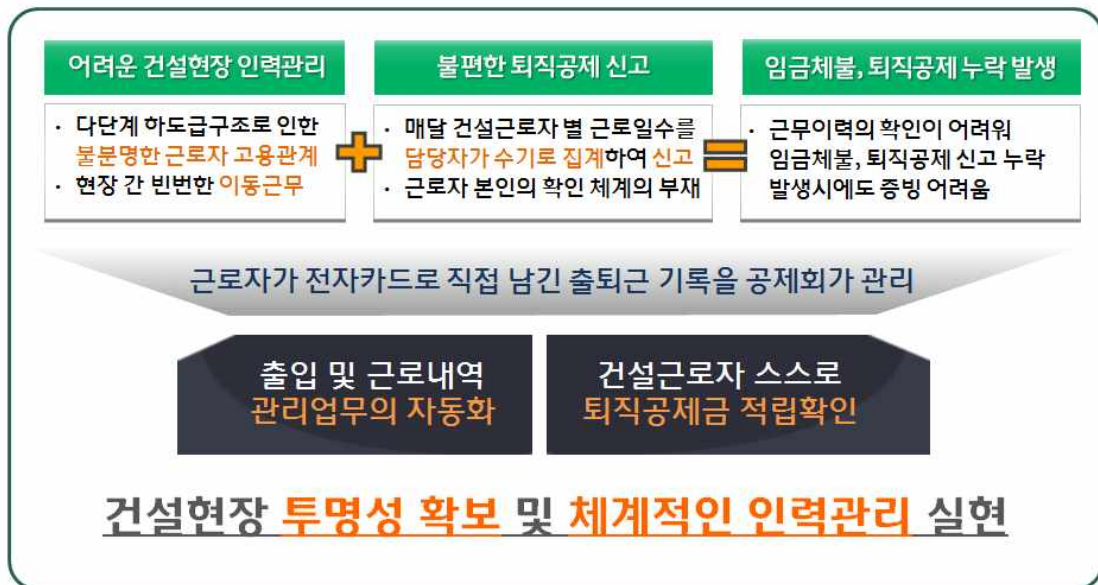 어려운 건설현장 인력관리
· 다단계 하도급구조로 인한
불분명한 근로자 고용관계
· 현장 간 빈번한 이동근무
불편한 퇴직공제 신고
· 매달 건설근로자 별 근로일수를
담당자가 수기로 집계하여 신고
· 근로자 본인의 확인 체계의 부재
임금체불, 퇴직공제 누락 발생
· 근무이력의 확인이 어려워
임금체불, 퇴직공제 신고 누락
발생시에도 증빙 어려움
근로자가 전자카드로 직접 남긴 출퇴근 기록을 공제회가 관리
출입 및 근로내역
관리업무의 자동화
건설근로자 스스로
퇴직공제금 적립확인
건설현장 투명성 확보 및 체계적인 인력관리 실현